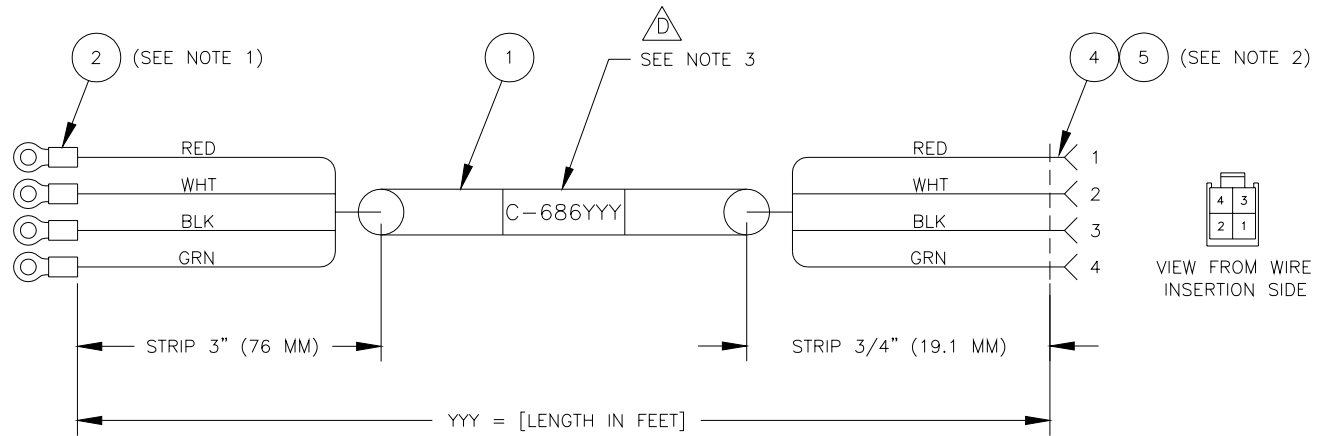 D
2 (SEE NOTE 1)
1
SEE NOTE 3
4 5 (SEE NOTE 2)
RED
WHT
BLK
GRN
C-686YYY
RED 1
WHT 2
BLK 3
GRN 4
4 3
2 1
VIEW FROM WIRE
INSERTION SIDE
STRIP 3" (76 MM)
STRIP 3/4" (19.1 MM)
YYY = [LENGTH IN FEET]